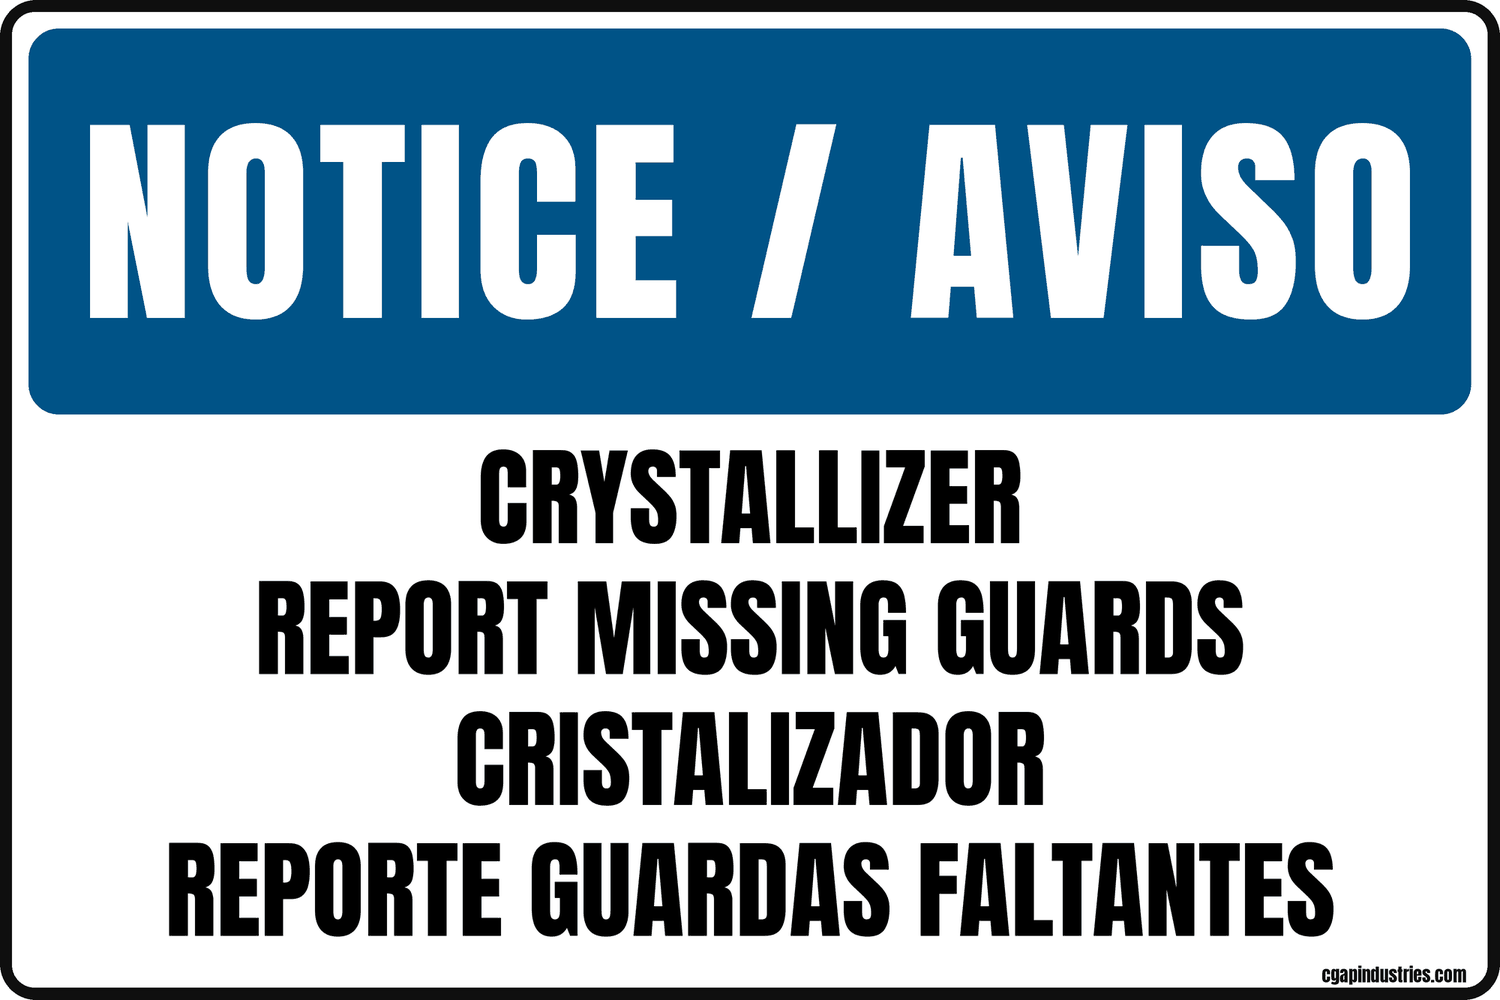 NOTICE / AVISO
CRYSTALLIZER
REPORT MISSING GUARDS
CRISTALIZADOR
REPORTE GUARDAS FALTANTES
cgapindustries.com